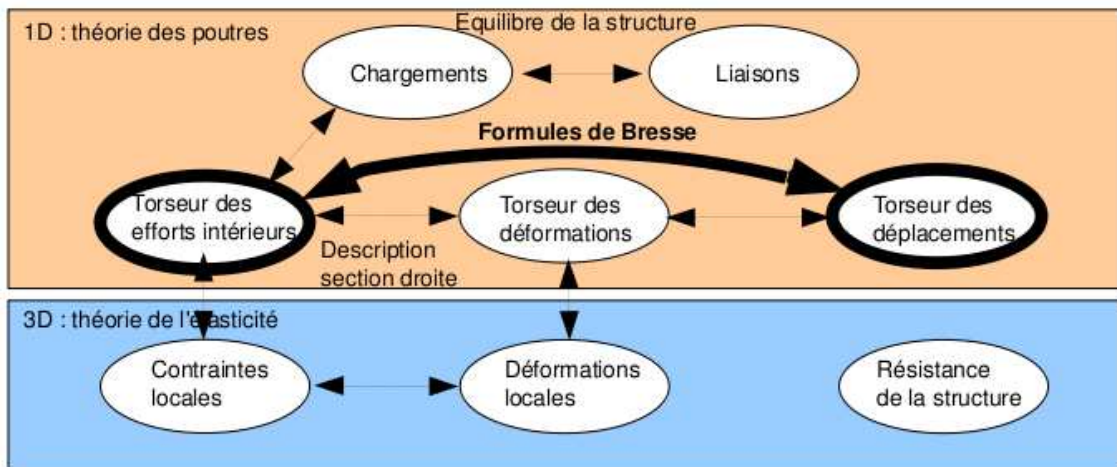 Equilibre de la structure
1D : théorie des poutres
Chargements
Liaisons
Formules de Bresse
Torseur des
efforts intérieurs
Torseur des
déformations
Torseur des
déplacements
Description
section droite
3D : théorie de l'élasticité
Contraintes
locales
Déformations
locales
Résistance
de la structure